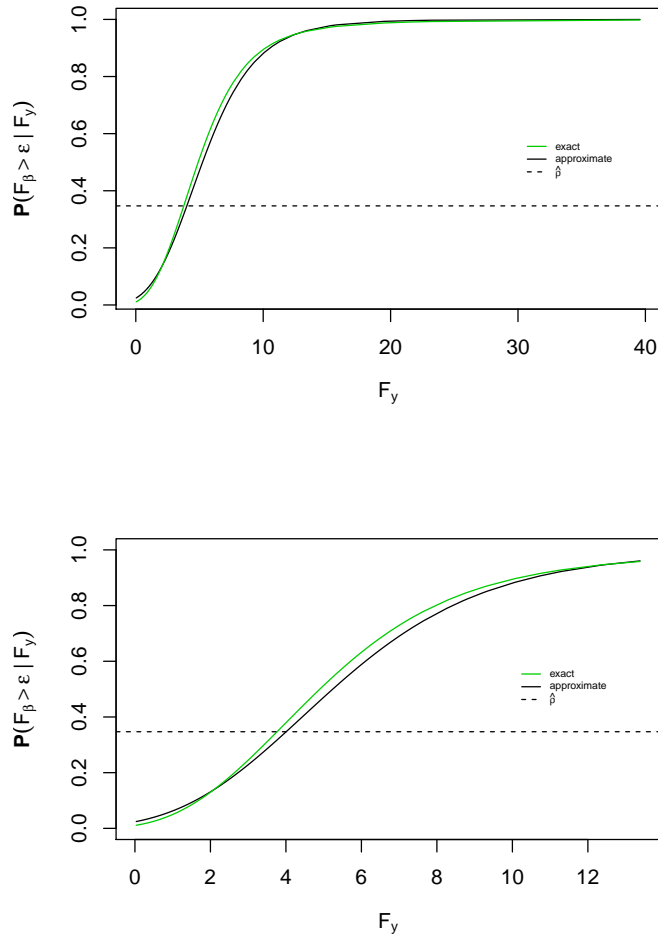 1.0
0.8
0.6
0.4
0.2
0.0
P(Fβ > ε | Fy)
exact
approximate
ρ̂
0 10 20 30 40
Fy
1.0
0.8
0.6
0.4
0.2
0.0
P(Fβ > ε | Fy)
exact
approximate
ρ̂
0 2 4 6 8 10 12
Fy